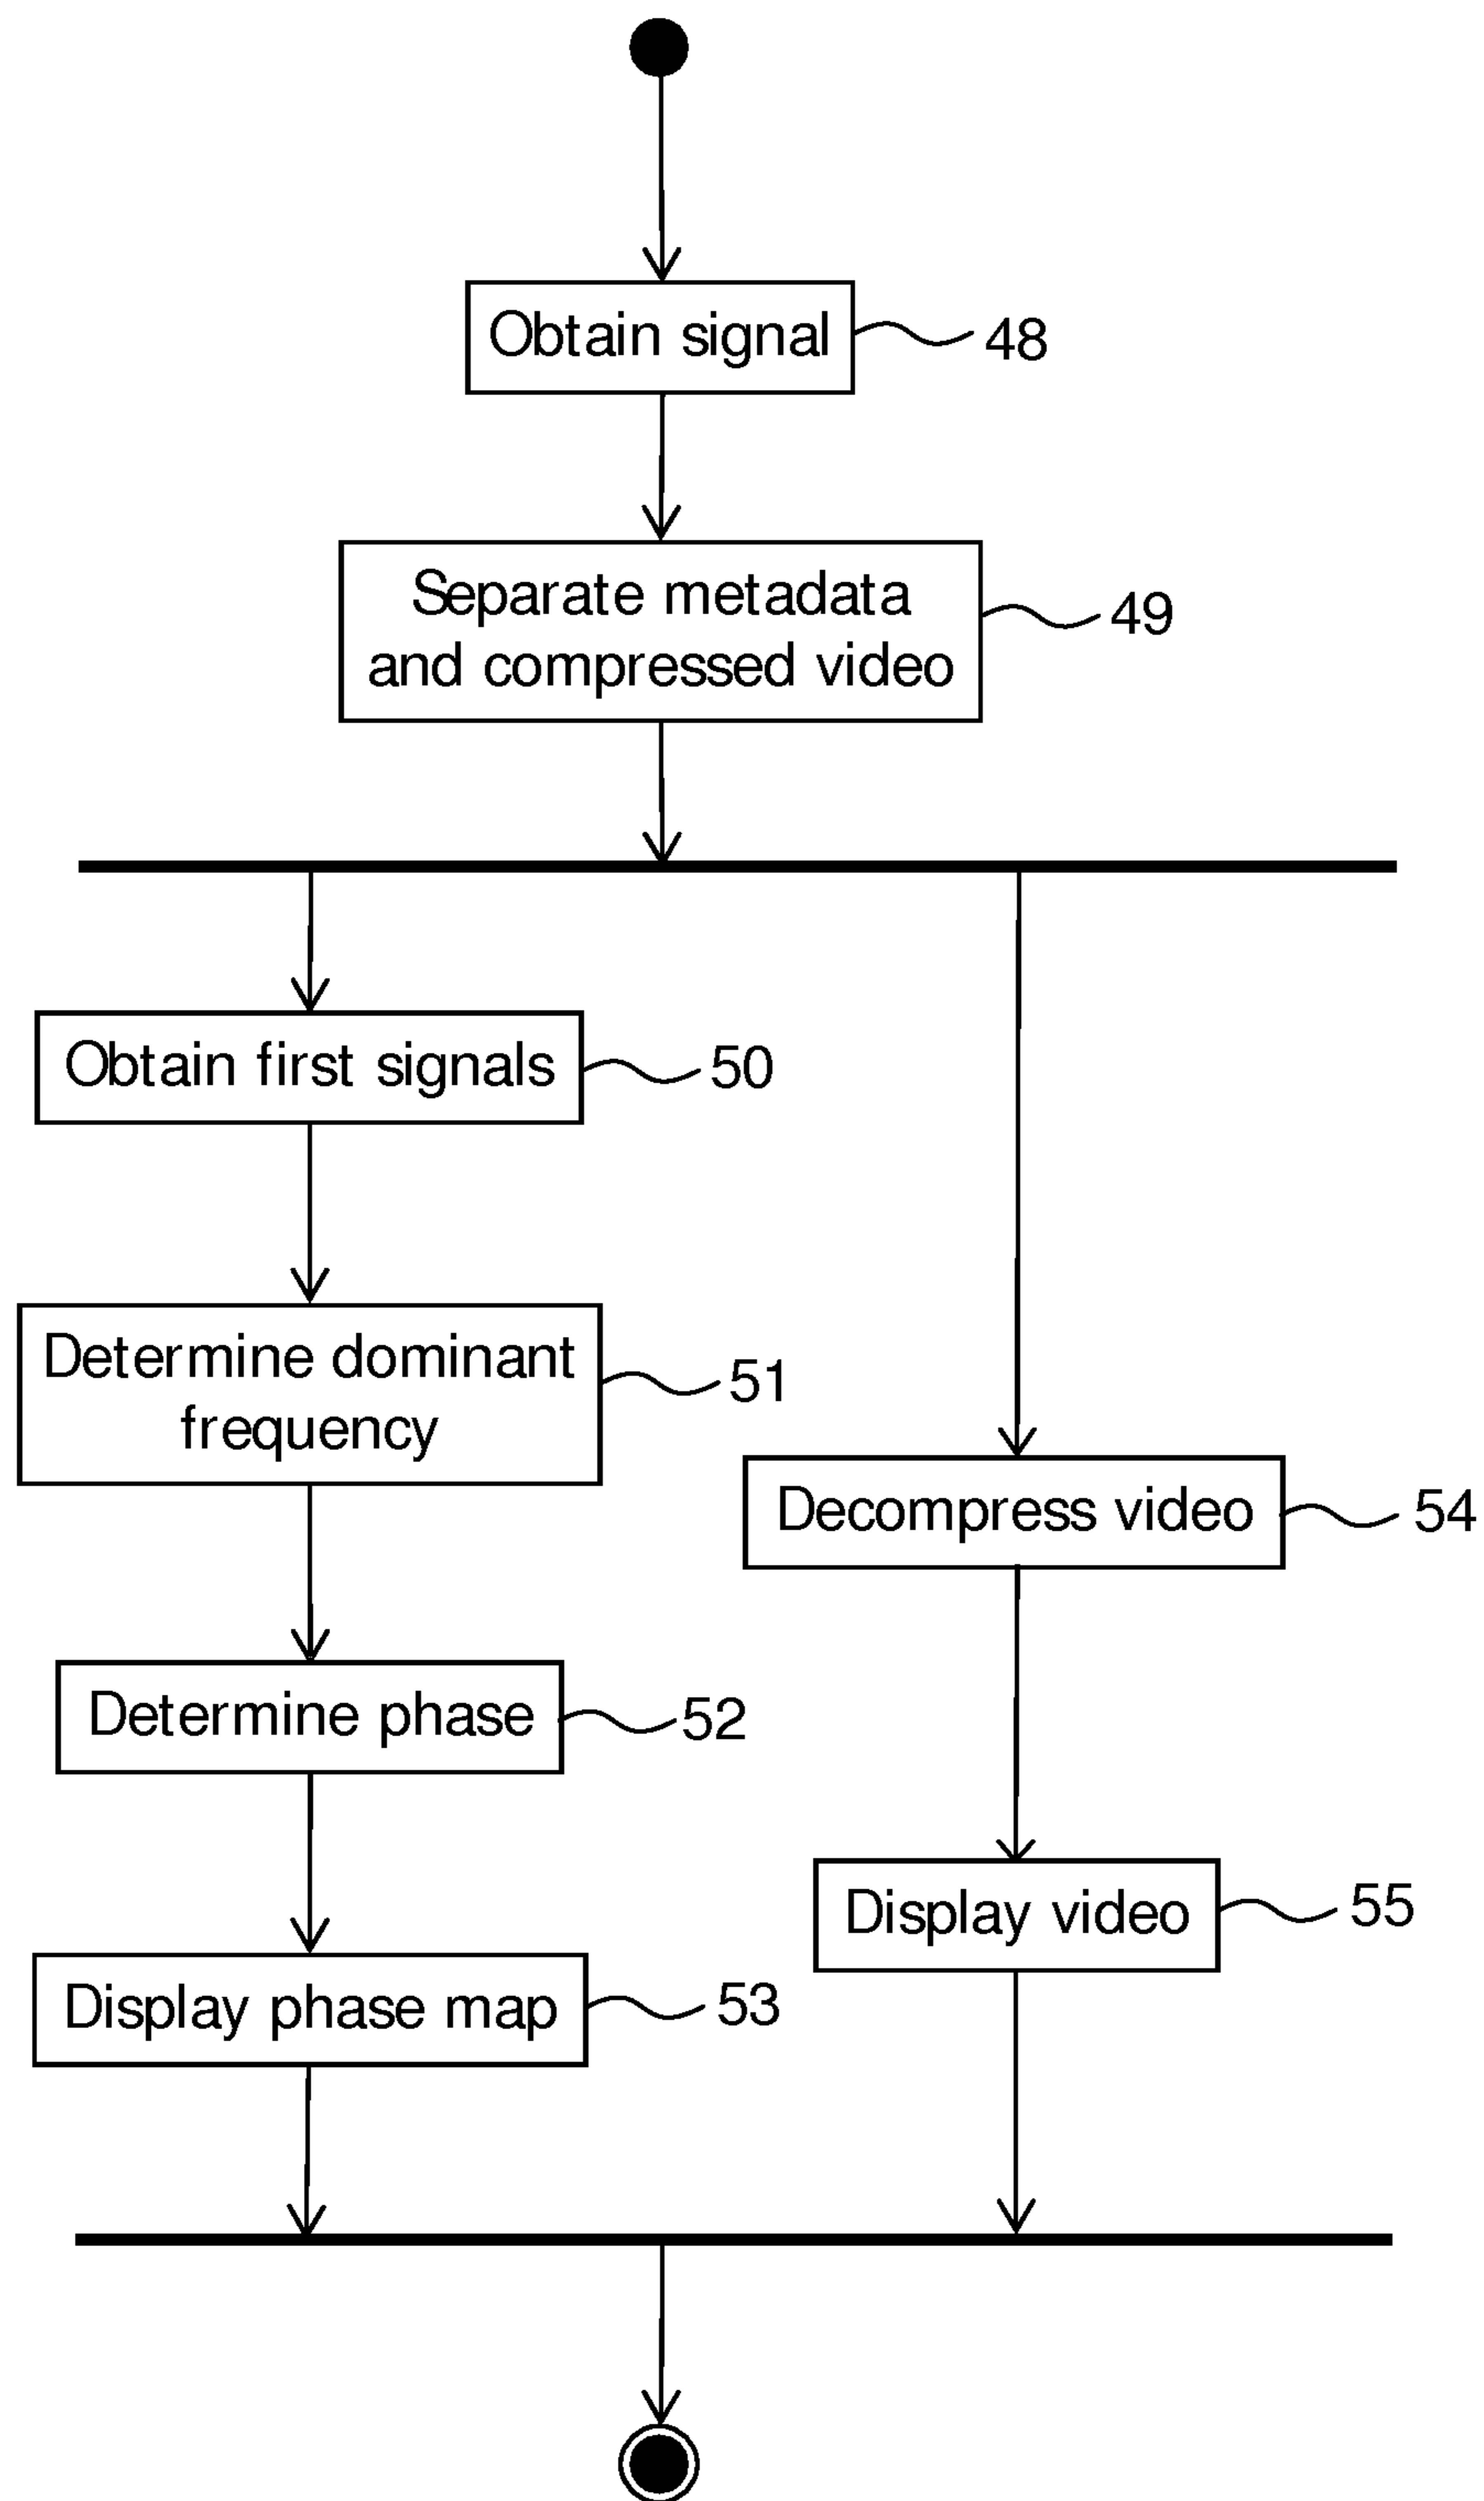 Obtain signal
48
Separate metadata
and compressed video
49
Obtain first signals
50
Determine dominant
frequency
51
Decompress video
54
Determine phase
52
Display video
55
Display phase map
53